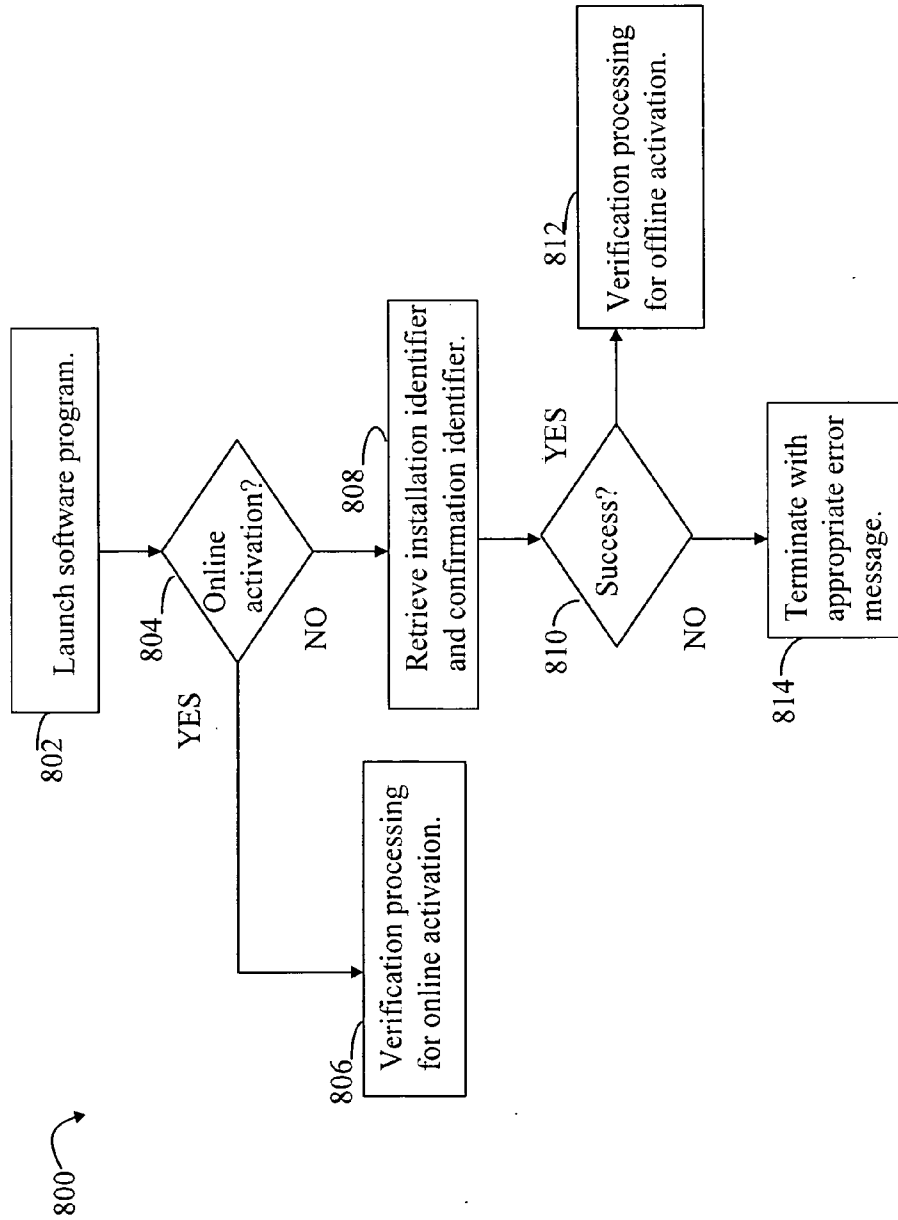 800
802
Launch software program.
804
Online
activation?
YES
NO
806
Verification processing
for online activation.
808
Retrieve installation identifier
and confirmation identifier.
810
Success?
YES
NO
812
Verification processing
for offline activation.
814
Terminate with
appropriate error
message.